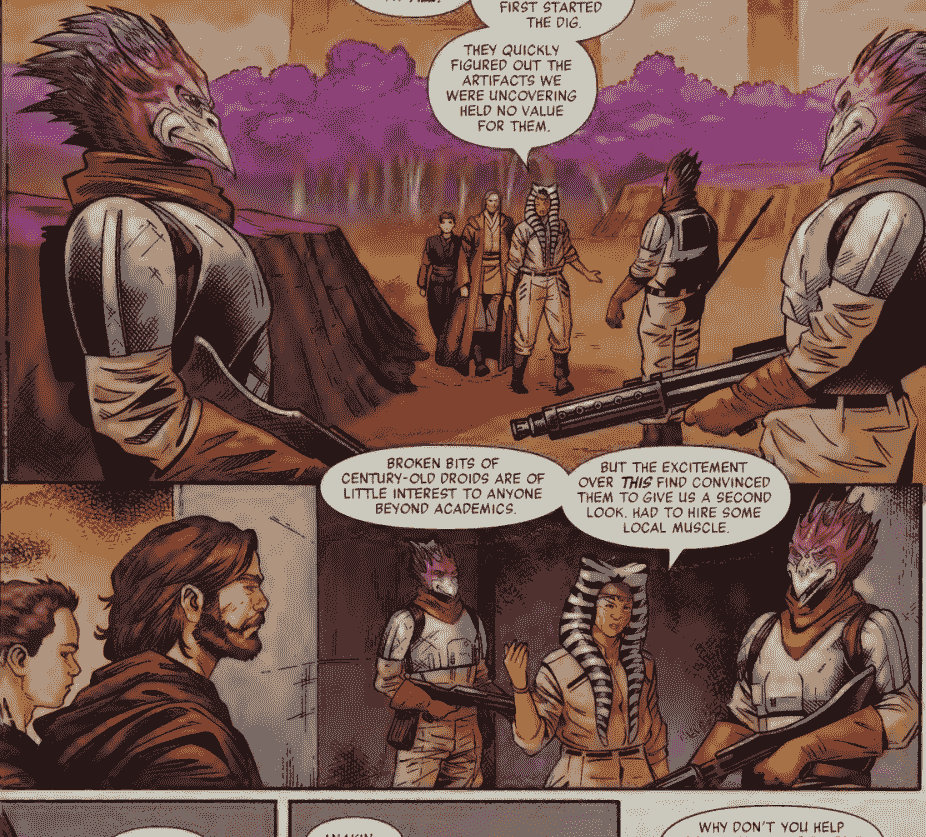 FIRST STARTED
THE DIG.
THEY QUICKLY
FIGURED OUT THE
ARTIFACTS WE
WERE UNCOVERING
HELD NO VALUE
FOR THEM.
BROKEN BITS OF
CENTURY-OLD DROIDS ARE OF
LITTLE INTEREST TO ANYONE
BEYOND ACADEMICS.
BUT THE EXCITEMENT
OVER THIS FIND CONVINCED
THEM TO GIVE US A SECOND
LOOK. HAD TO HIRE SOME
LOCAL MUSCLE.
WHY DON'T YOU HELP